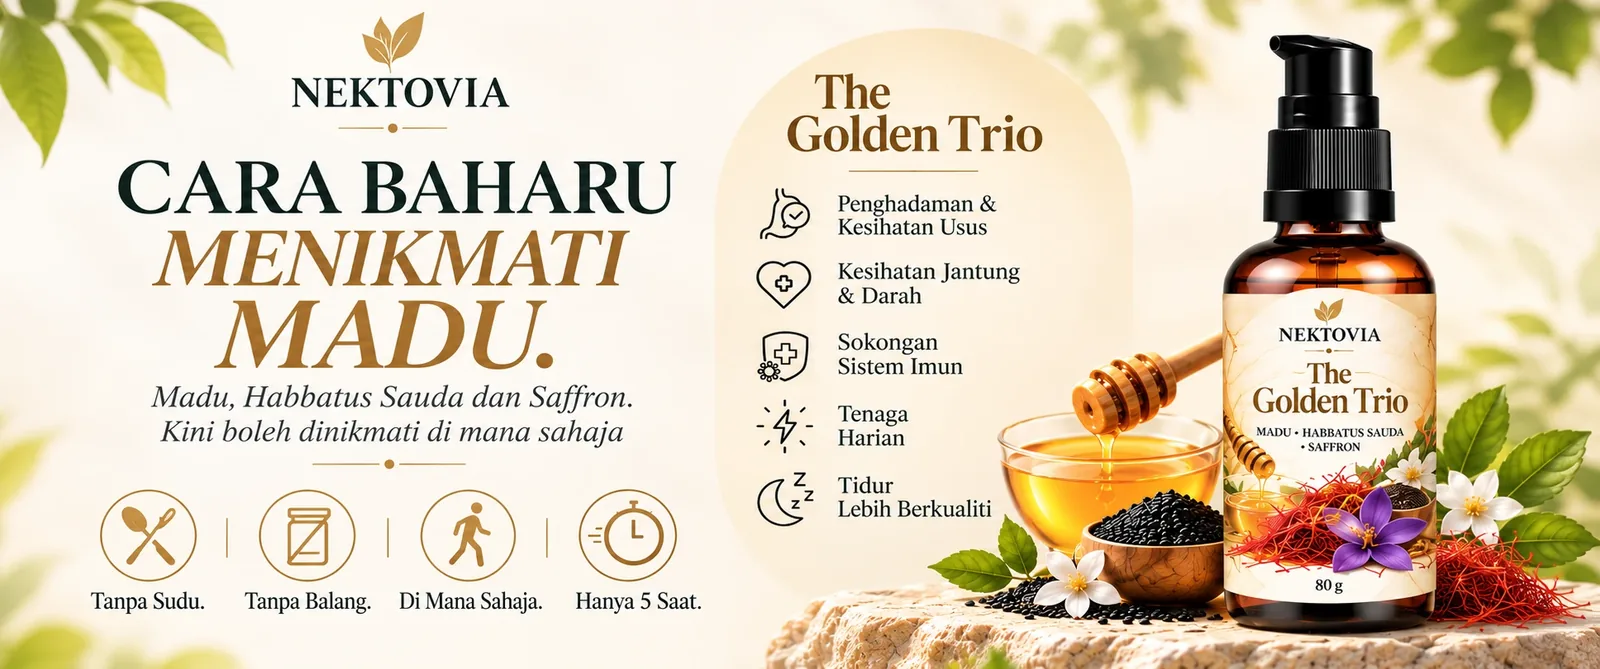 NEKTOVIA
CARA BAHARU
MENIKMATI
MADU.
Madu, Habbatus Sauda dan Saffron.
Kini boleh dinikmati di mana sahaja
Tanpa Sudu.
Tanpa Balang.
Di Mana Sahaja.
Hanya 5 Saat.
The
Golden Trio
Penghadaman &
Kesihatan Usus
Kesihatan Jantung
& Darah
Sokongan
Sistem Imun
Tenaga
Harian
Tidur
Lebih Berkualiti
NEKTOVIA
The
Golden Trio
MADU • HABBATUS SAUDA
• SAFFRON
80 g